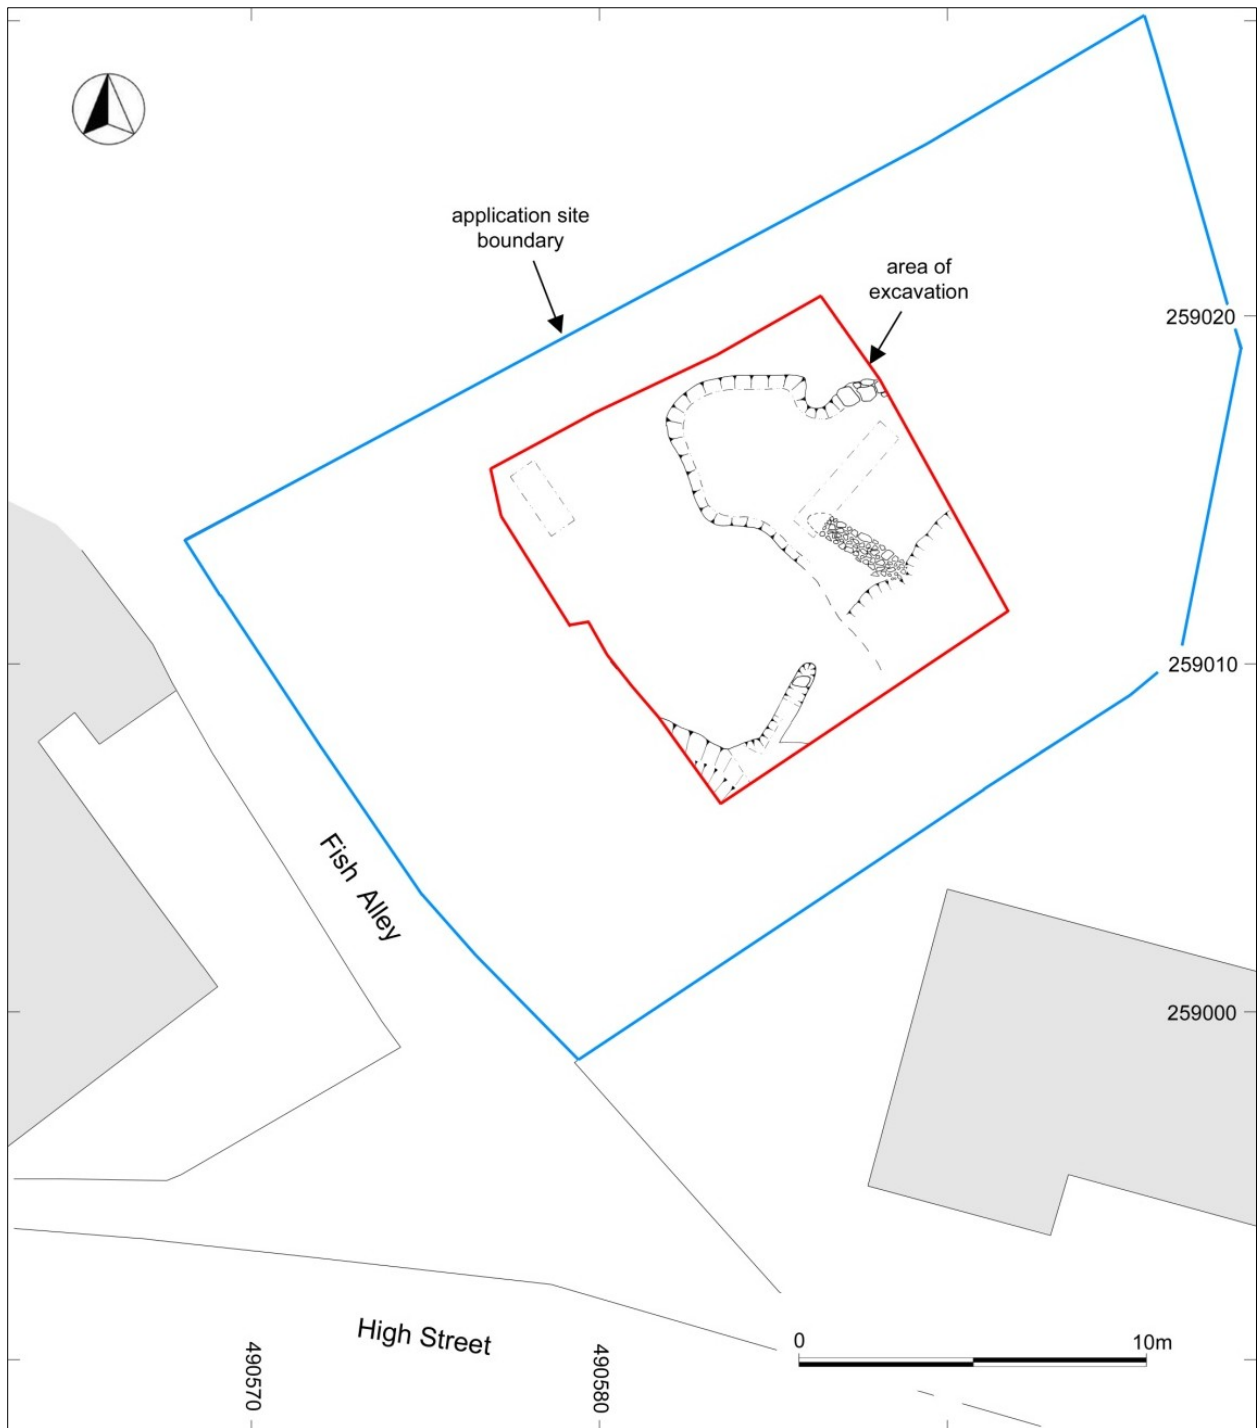 application site
boundary
area of
excavation
259020
259010
Fish Alley
259000
High Street
490570
490580
0
10m